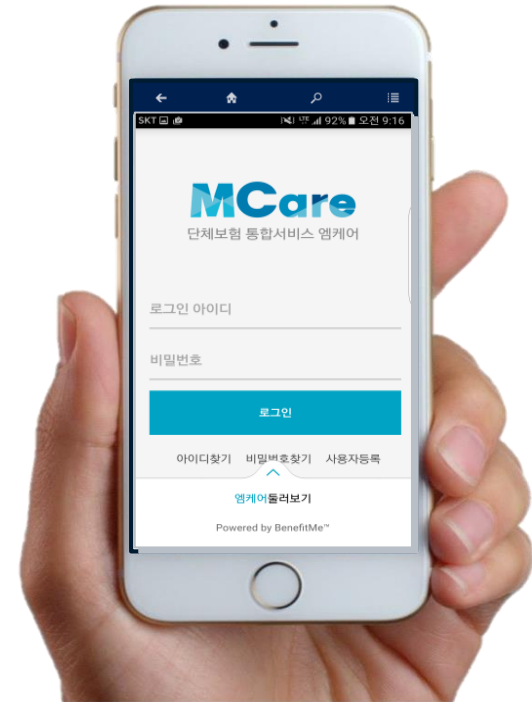 SKT LTE 92% 오전 9:16
MCare
단체보험 통합서비스 엠케어
로그인 아이디
비밀번호
로그인
아이디찾기 비밀번호찾기 사용자등록
엠케어둘러보기
Powered by BenefitMe™